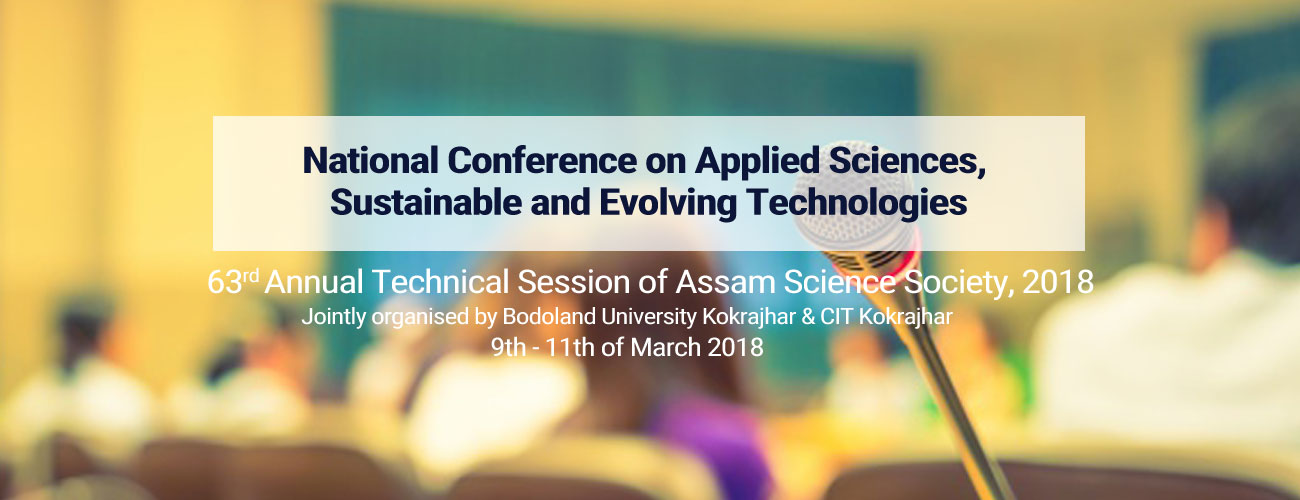 National Conference on Applied Sciences,
Sustainable and Evolving Technologies
63rd Annual Technical Session of Assam Science Society, 2018
Jointly organised by Bodoland University Kokrajhar & CIT Kokrajhar
9th - 11th of March 2018